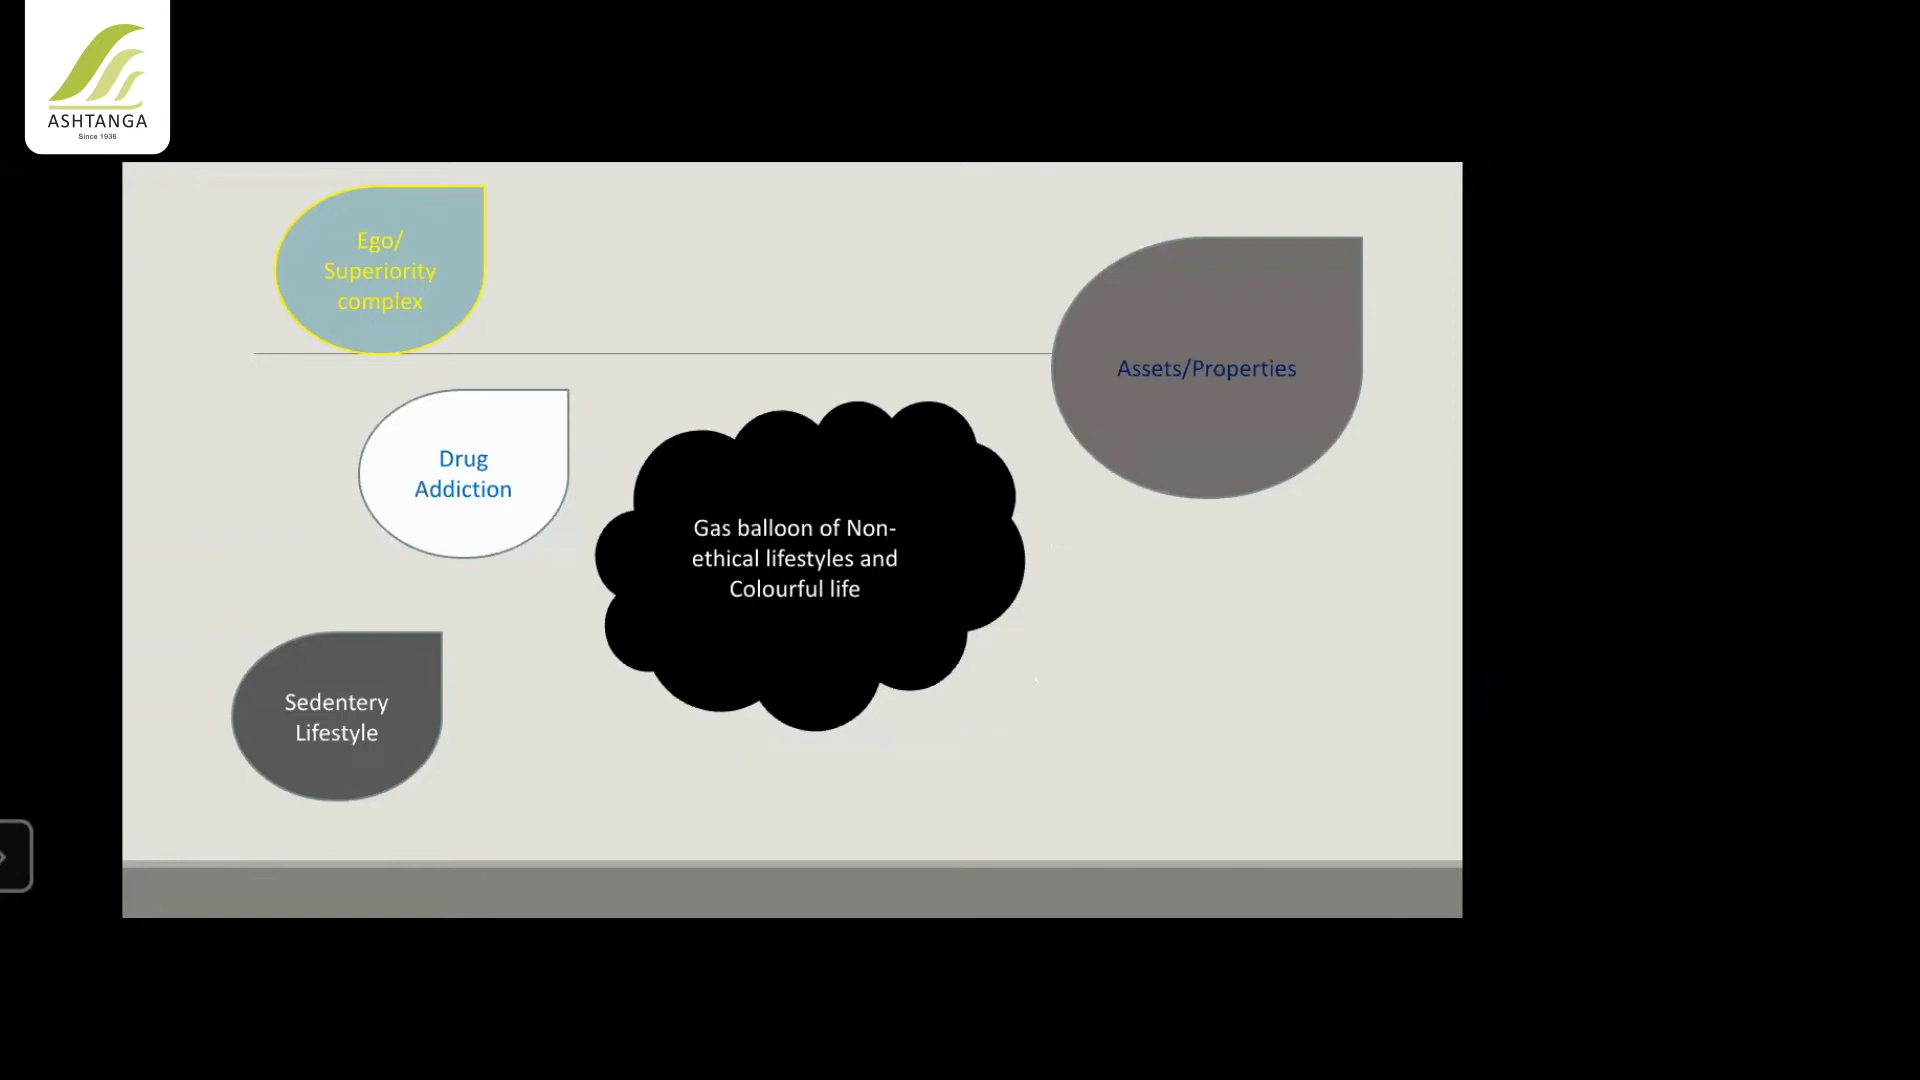 ASHTANGA
Since 1936
Ego/
Superiority
complex
Assets/Properties
Drug
Addiction
Gas balloon of Non-
ethical lifestyles and
Colourful life
Sedentery
Lifestyle